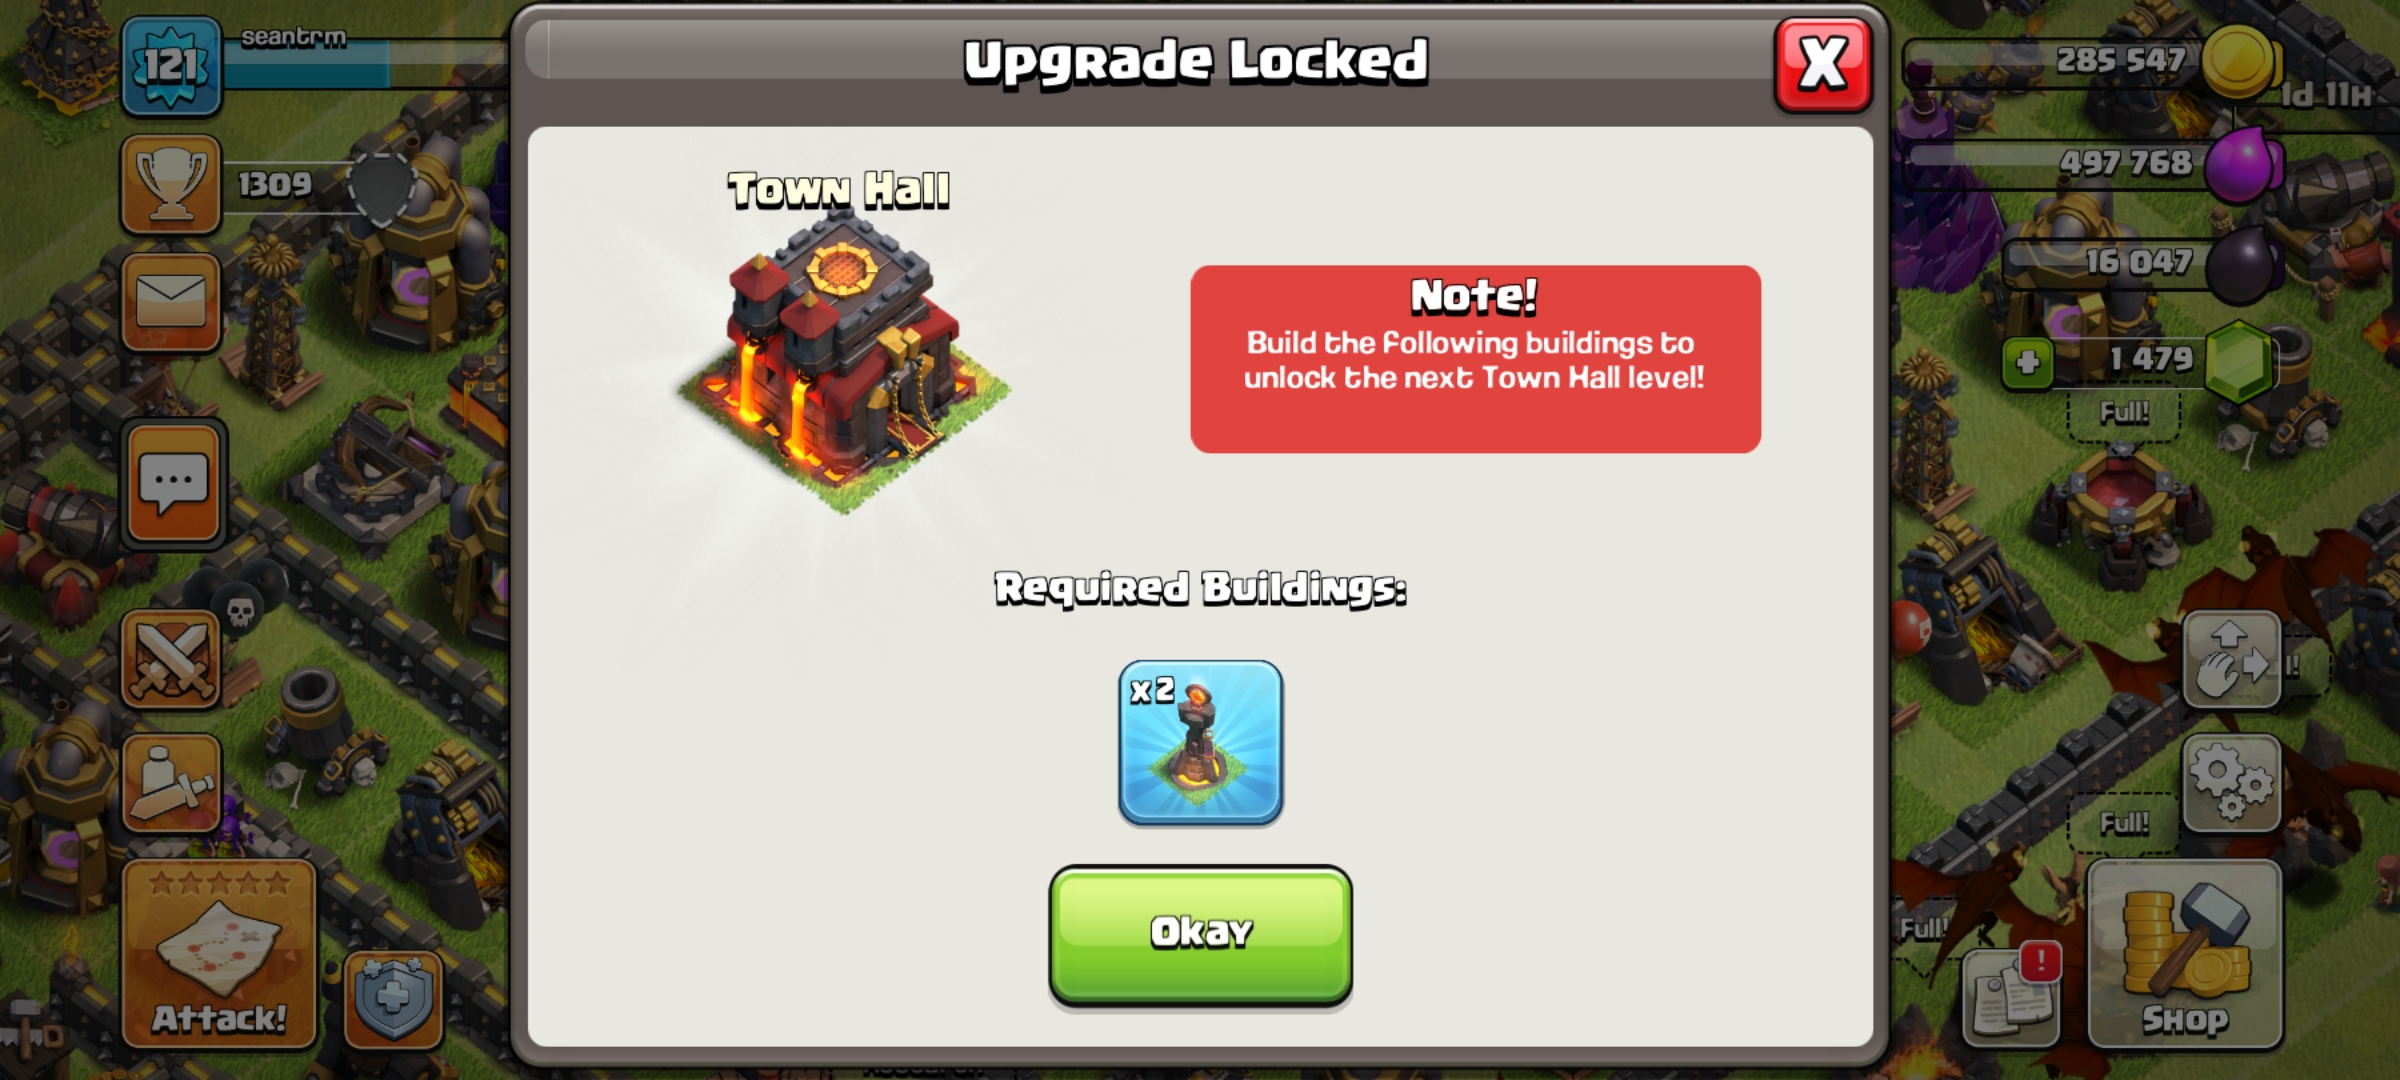 Upgrade Locked
X
seantrm
121
1309
285 547
1d 11H
497 768
16 047
1 479
Full!
Town Hall
Note!
Build the following buildings to
unlock the next Town Hall level!
Required Buildings:
x2
Okay
Full!
Full!
!
Attack!
Shop